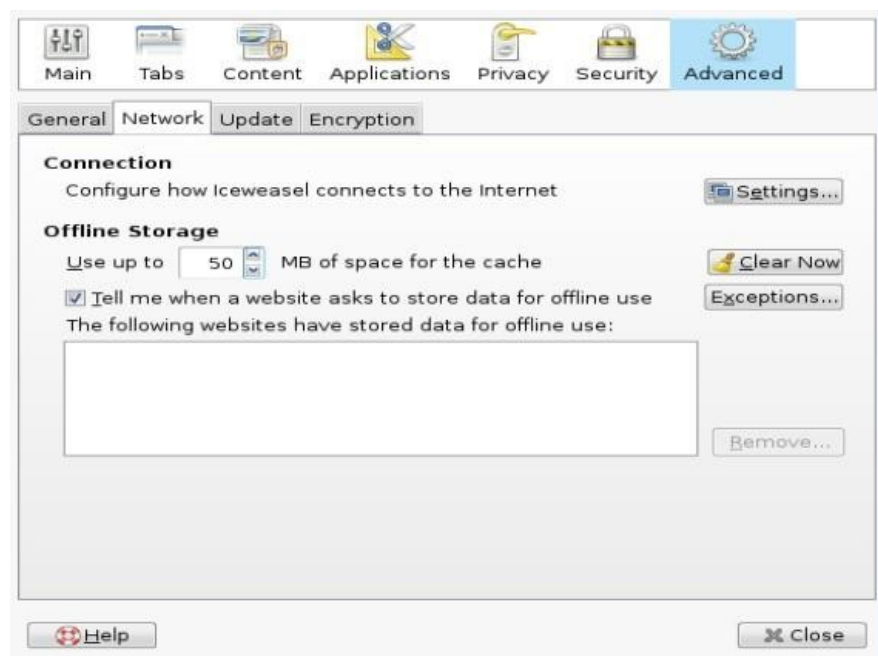 Main Tabs Content Applications Privacy Security Advanced
General Network Update Encryption
Connection
Configure how Iceweasel connects to the Internet Settings...
Offline Storage
Use up to 50 MB of space for the cache Clear Now
Tell me when a website asks to store data for offline use Exceptions...
The following websites have stored data for offline use:
Remove...
Help Close